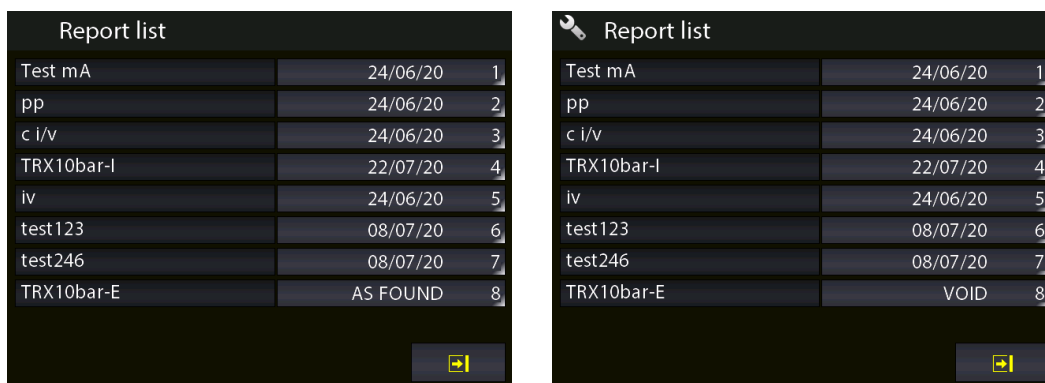 Report list
Test mA 24/06/20 1
pp 24/06/20 2
c i/v 24/06/20 3
TRX10bar-I 22/07/20 4
iv 24/06/20 5
test123 08/07/20 6
test246 08/07/20 7
TRX10bar-E AS FOUND 8
Report list
Test mA 24/06/20 1
pp 24/06/20 2
c i/v 24/06/20 3
TRX10bar-I 22/07/20 4
iv 24/06/20 5
test123 08/07/20 6
test246 08/07/20 7
TRX10bar-E VOID 8